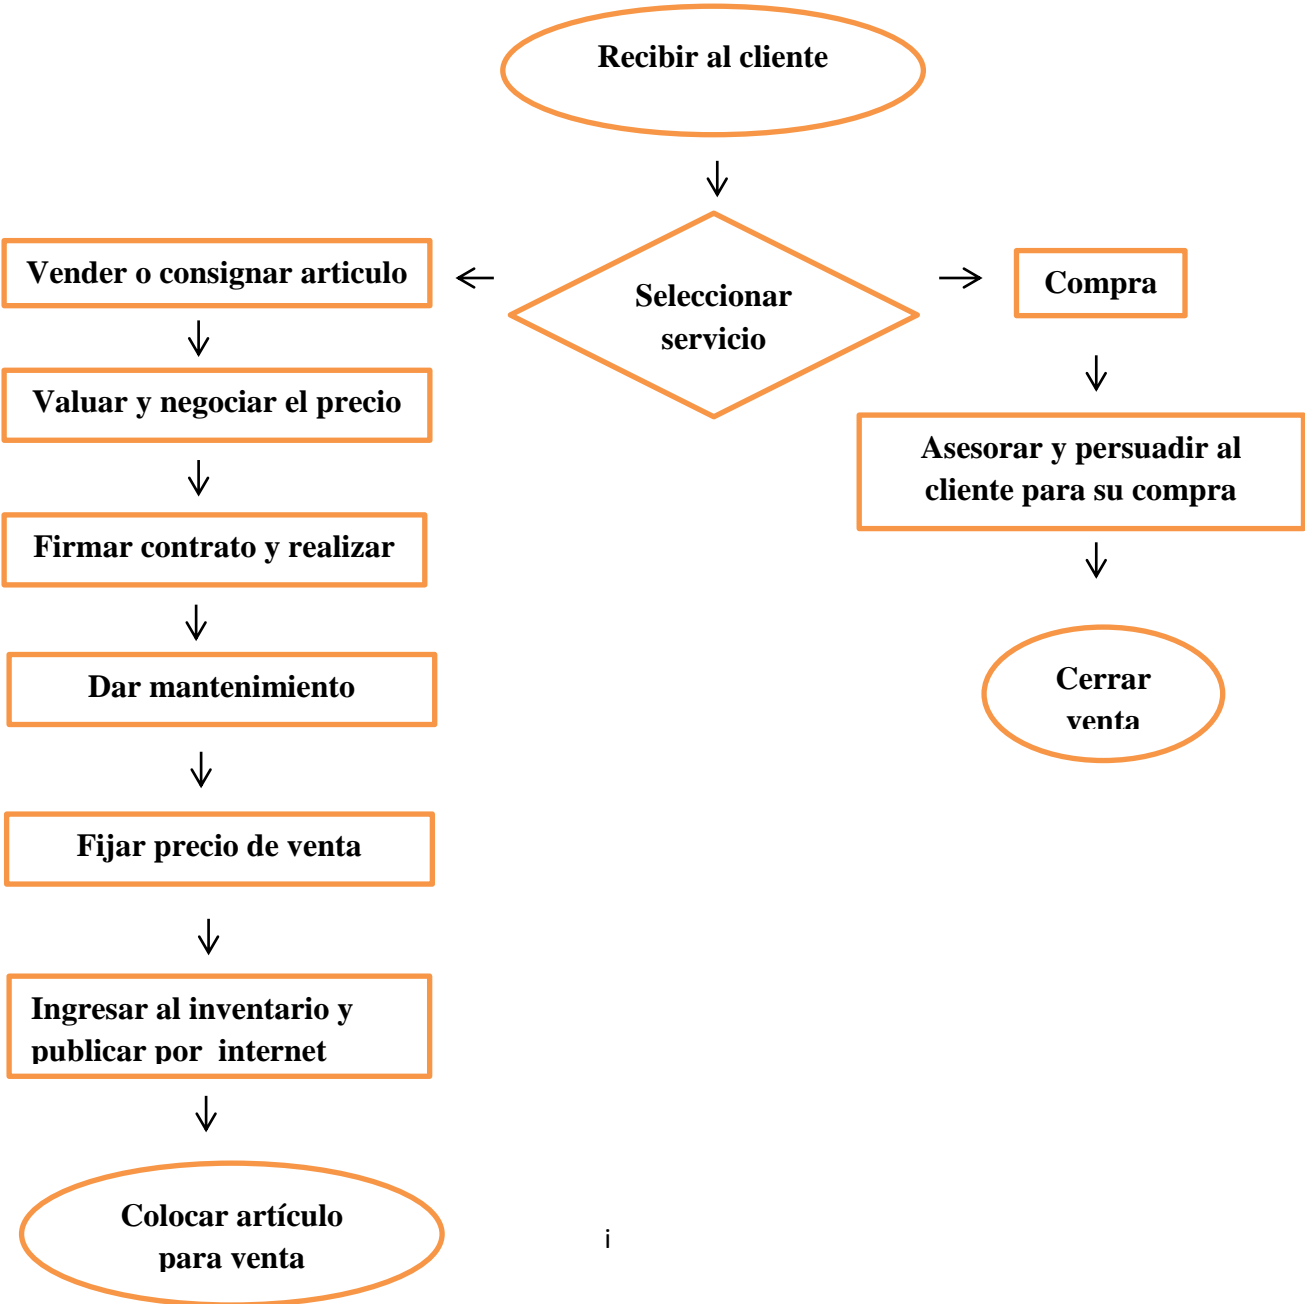 Recibir al cliente
Seleccionar
servicio
Vender o consignar articulo
Valuar y negociar el precio
Firmar contrato y realizar
Dar mantenimiento
Fijar precio de venta
Ingresar al inventario y
publicar por internet
Colocar artículo
para venta
Compra
Asesorar y persuadir al
cliente para su compra
Cerrar
venta
i